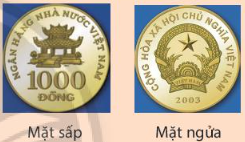 NGÂN HÀNG NHÀ NƯỚC VIỆT NAM
1000
ĐỒNG
CỘNG HÒA XÃ HỘI CHỦ NGHĨA VIỆT NAM
2003
Mặt sấp
Mặt ngửa